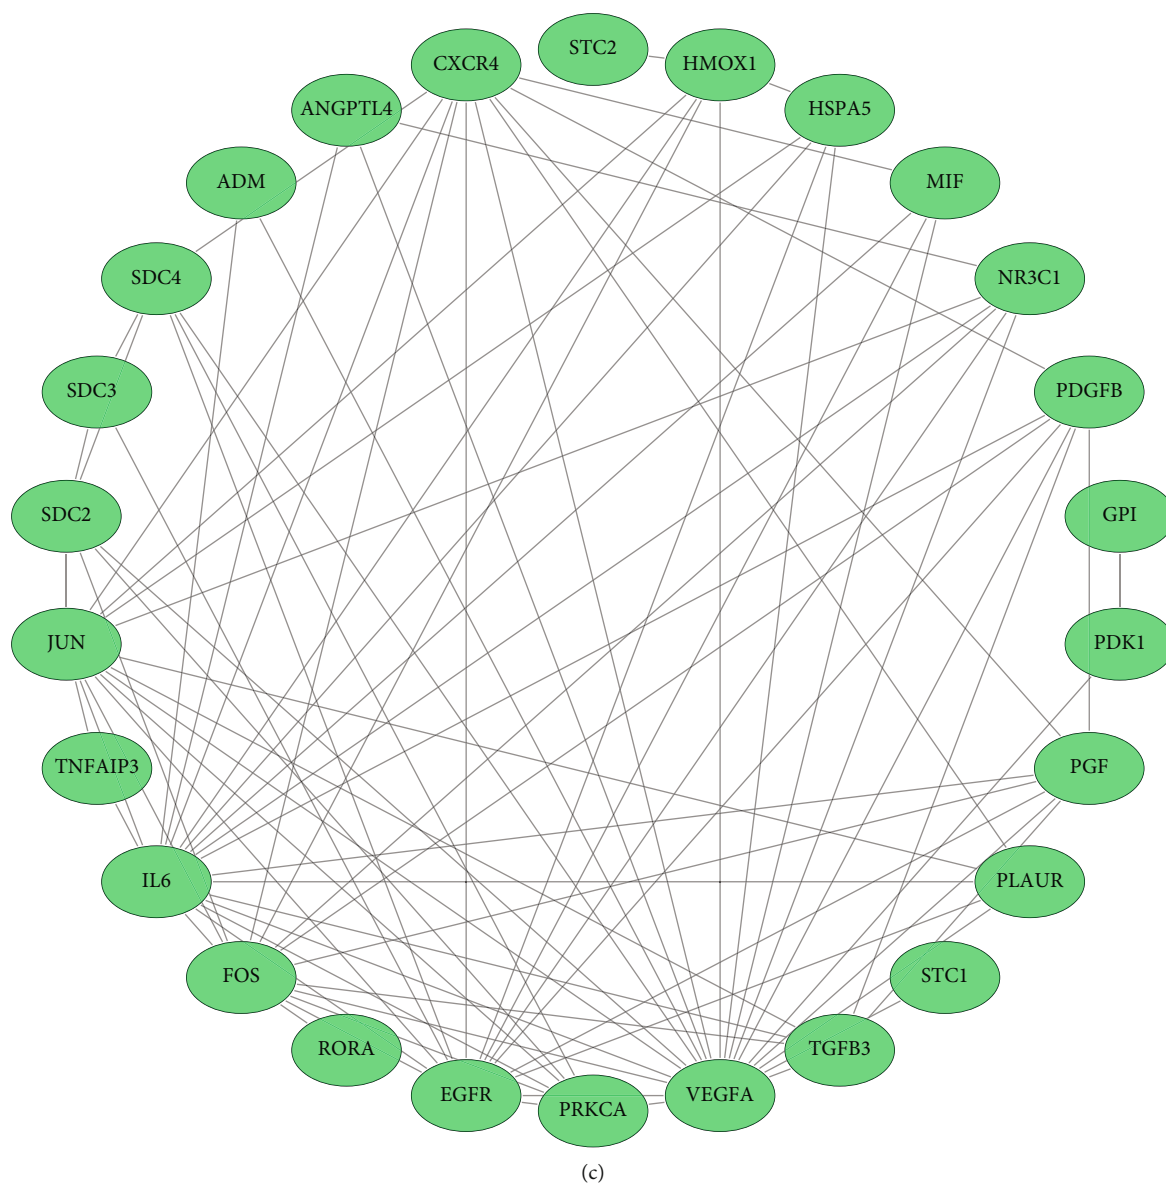 STC2
CXCR4
HMOX1
ANGPTL4
HSPA5
ADM
MIF
SDC4
NR3C1
SDC3
PDGFB
SDC2
GPI
JUN
PDK1
TNFAIP3
PGF
IL6
PLAUR
FOS
STC1
RORA
TGFB3
EGFR
VEGFA
PRKCA
(c)